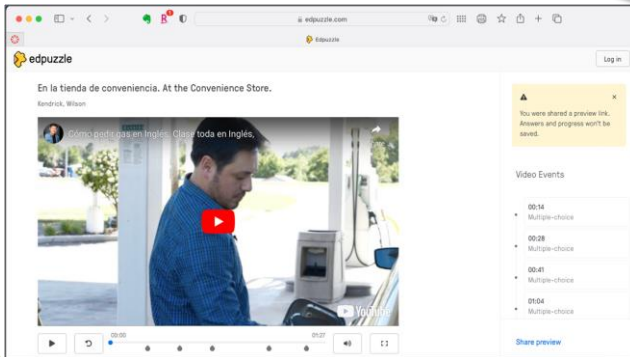 edpuzzle.com
Edpuzzle
edpuzzle
Log in
En la tienda de conveniencia. At the Convenience Store.
Kendrick, Wilson
Cómo pedir gas en Inglés. Clase toda en Inglés,
YouTube
00:00
01:27
You were shared a preview link.
Answers and progress won't be
saved.
Video Events
00:14
Multiple-choice
00:28
Multiple-choice
00:41
Multiple-choice
01:04
Multiple-choice
Share preview